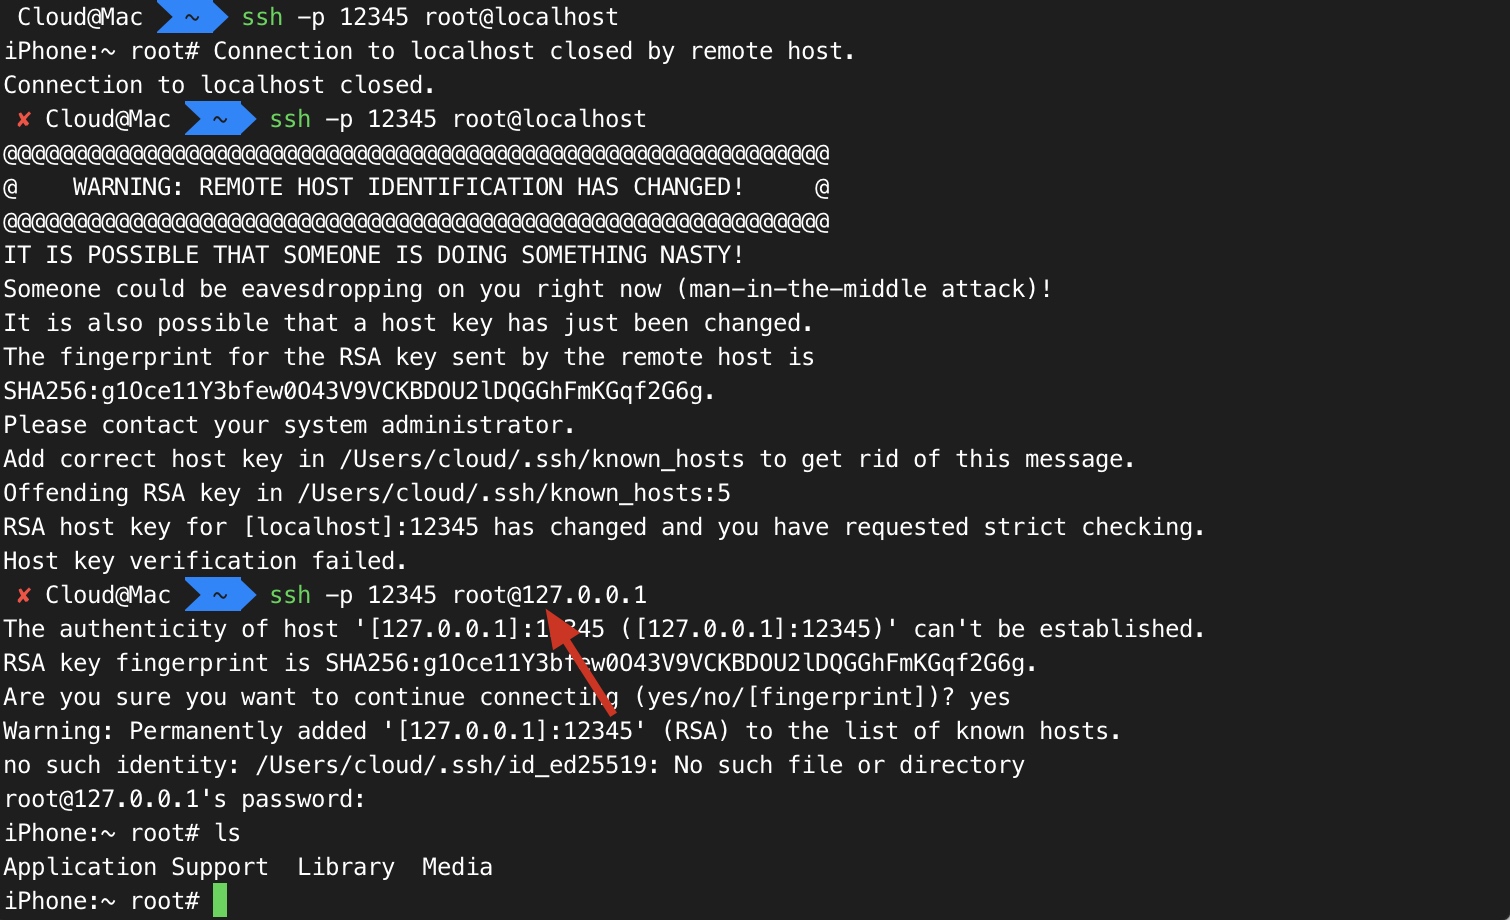 Cloud@Mac ~ ssh -p 12345 root@localhost
iPhone:~ root# Connection to localhost closed by remote host.
Connection to localhost closed.
✘ Cloud@Mac ~ ssh -p 12345 root@localhost
@@@@@@@@@@@@@@@@@@@@@@@@@@@@@@@@@@@@@@@@@@@@@@@@@@@@@@@@@@@
@    WARNING: REMOTE HOST IDENTIFICATION HAS CHANGED!     @
@@@@@@@@@@@@@@@@@@@@@@@@@@@@@@@@@@@@@@@@@@@@@@@@@@@@@@@@@@@
IT IS POSSIBLE THAT SOMEONE IS DOING SOMETHING NASTY!
Someone could be eavesdropping on you right now (man-in-the-middle attack)!
It is also possible that a host key has just been changed.
The fingerprint for the RSA key sent by the remote host is
SHA256:g1Oce11Y3bfew0O43V9VCKBDOU2lDQGGhFmKGqf2G6g.
Please contact your system administrator.
Add correct host key in /Users/cloud/.ssh/known_hosts to get rid of this message.
Offending RSA key in /Users/cloud/.ssh/known_hosts:5
RSA host key for [localhost]:12345 has changed and you have requested strict checking.
Host key verification failed.
✘ Cloud@Mac ~ ssh -p 12345 root@127.0.0.1
The authenticity of host '[127.0.0.1]:12345 ([127.0.0.1]:12345)' can't be established.
RSA key fingerprint is SHA256:g1Oce11Y3bfew0O43V9VCKBDOU2lDQGGhFmKGqf2G6g.
Are you sure you want to continue connecting (yes/no/[fingerprint])? yes
Warning: Permanently added '[127.0.0.1]:12345' (RSA) to the list of known hosts.
no such identity: /Users/cloud/.ssh/id_ed25519: No such file or directory
root@127.0.0.1's password:
iPhone:~ root# ls
Application Support  Library  Media
iPhone:~ root#